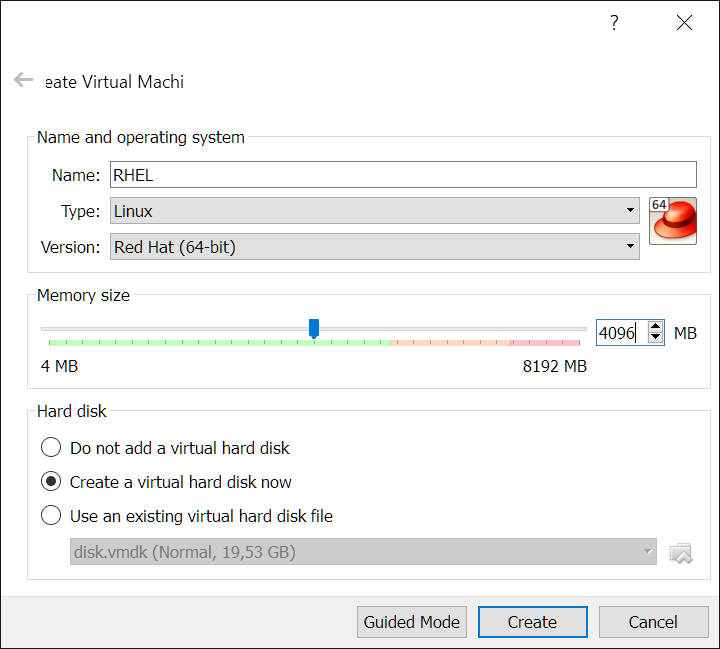 ?
eate Virtual Machi
Name and operating system
Name: RHEL
Type: Linux
64
Version: Red Hat (64-bit)
Memory size
4096 MB
4 MB 8192 MB
Hard disk
Do not add a virtual hard disk
Create a virtual hard disk now
Use an existing virtual hard disk file
disk.vmdk (Normal, 19,53 GB)
Guided Mode Create Cancel